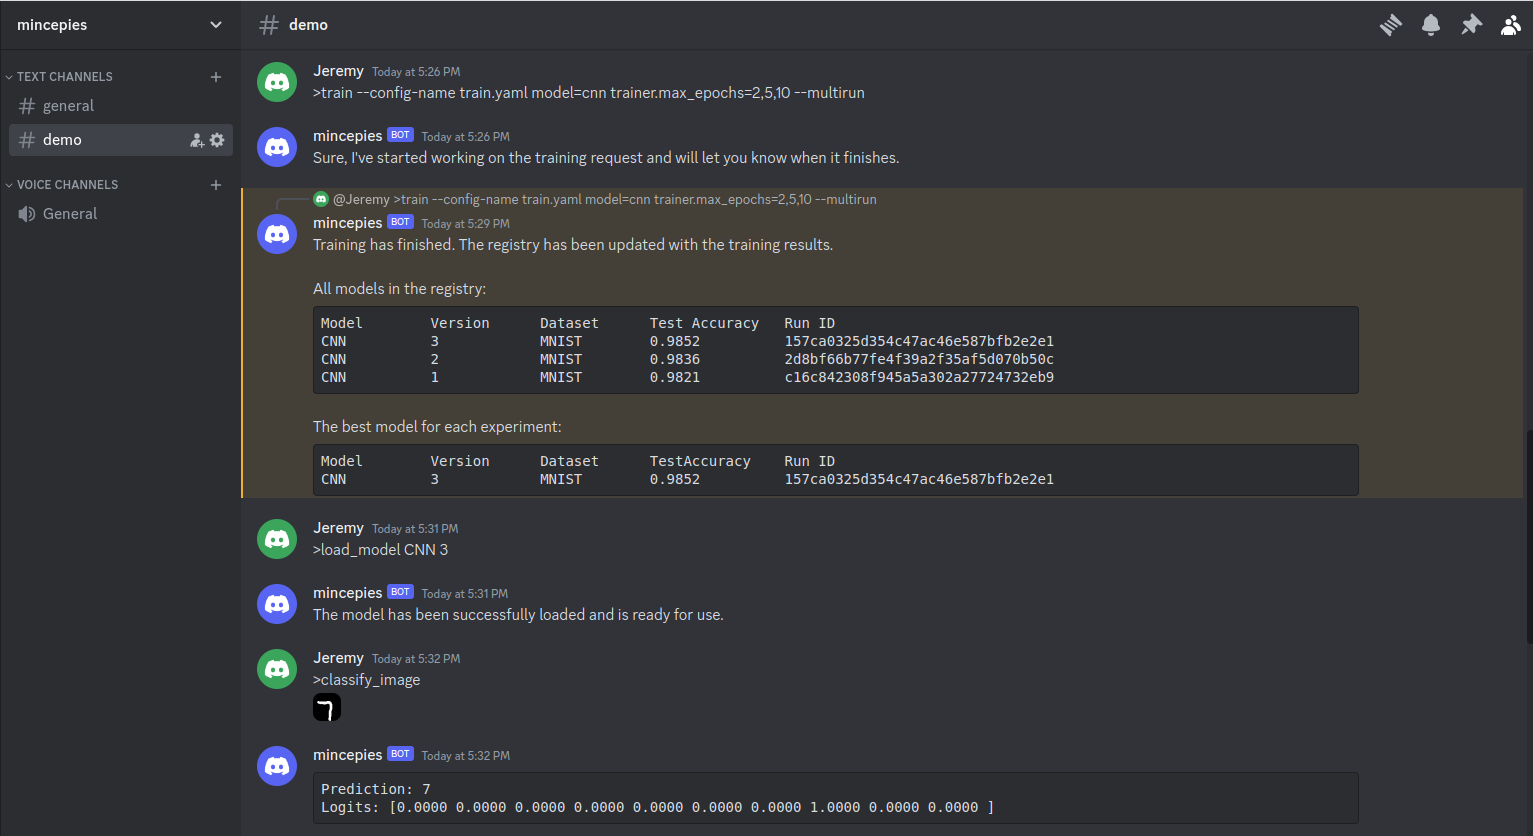 mincepies
# demo
TEXT CHANNELS
general
demo
VOICE CHANNELS
General
Jeremy Today at 5:26 PM
>train --config-name train.yaml model=cnn trainer.max_epochs=2,5,10 --multirun
mincepies BOT Today at 5:26 PM
Sure, I've started working on the training request and will let you know when it finishes.
@Jeremy >train --config-name train.yaml model=cnn trainer.max_epochs=2,5,10 --multirun
mincepies BOT Today at 5:29 PM
Training has finished. The registry has been updated with the training results.
All models in the registry:
Model Version Dataset Test Accuracy Run ID
CNN 3 MNIST 0.9852 157ca0325d354c47ac46e587bfb2e2e1
CNN 2 MNIST 0.9836 2d8bf66b77fe4f39a2f35af5d070b50c
CNN 1 MNIST 0.9821 c16c842308f945a5a302a27724732eb9
The best model for each experiment:
Model Version Dataset TestAccuracy Run ID
CNN 3 MNIST 0.9852 157ca0325d354c47ac46e587bfb2e2e1
Jeremy Today at 5:31 PM
>load_model CNN 3
mincepies BOT Today at 5:31 PM
The model has been successfully loaded and is ready for use.
Jeremy Today at 5:32 PM
>classify_image
7
mincepies BOT Today at 5:32 PM
Prediction: 7
Logits: [0.0000 0.0000 0.0000 0.0000 0.0000 0.0000 0.0000 1.0000 0.0000 0.0000 ]